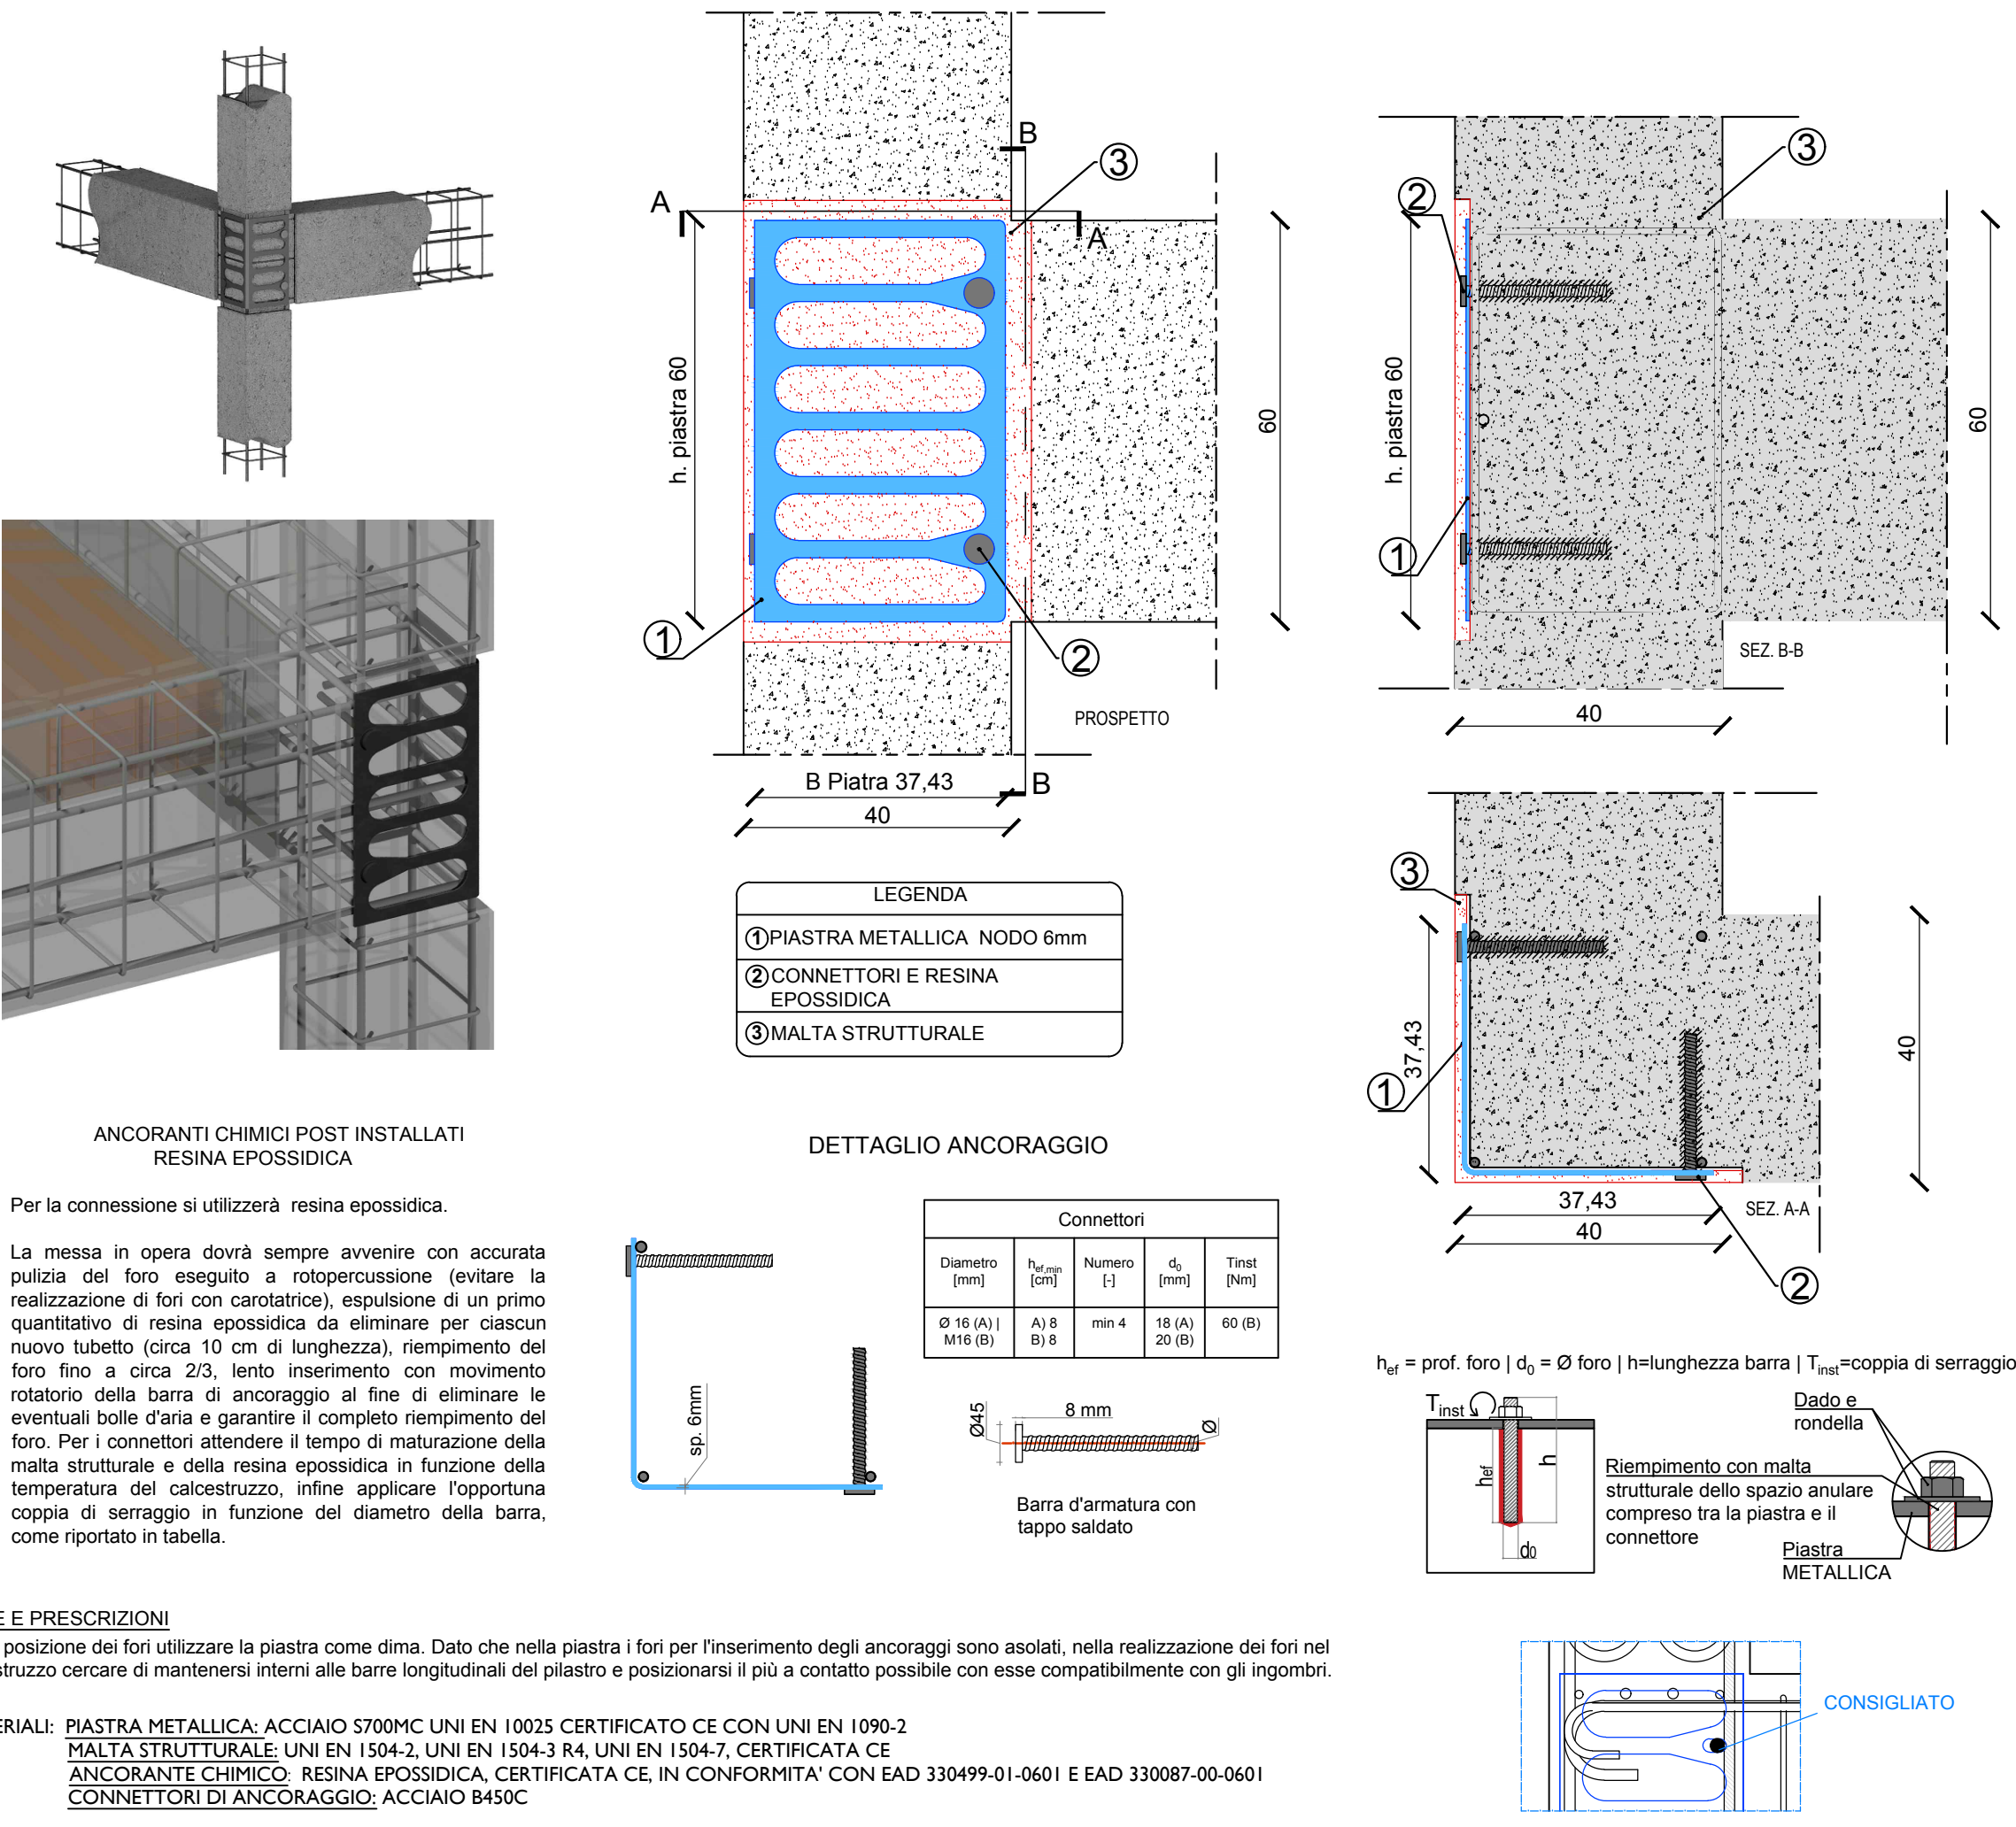 B
3
A
A
h. piastra 60
60
1
2
PROSPETTO
B Piatra 37,43
B
40
3
2
h. piastra 60
60
1
SEZ. B-B
40
3
37,43
40
1
37,43
SEZ. A-A
40
2
LEGENDA
1 PIASTRA METALLICA NODO 6mm
2 CONNETTORI E RESINA
EPOSSIDICA
3 MALTA STRUTTURALE
ANCORANTI CHIMICI POST INSTALLATI
RESINA EPOSSIDICA
Per la connessione si utilizzerà resina epossidica.
La messa in opera dovrà sempre avvenire con accurata
pulizia del foro eseguito a rotopercussione (evitare la
realizzazione di fori con carotatrice), espulsione di un primo
quantitativo di resina epossidica da eliminare per ciascun
nuovo tubetto (circa 10 cm di lunghezza), riempimento del
foro fino a circa 2/3, lento inserimento con movimento
rotatorio della barra di ancoraggio al fine di eliminare le
eventuali bolle d'aria e garantire il completo riempimento del
foro. Per i connettori attendere il tempo di maturazione della
malta strutturale e della resina epossidica in funzione della
temperatura del calcestruzzo, infine applicare l'opportuna
coppia di serraggio in funzione del diametro della barra,
come riportato in tabella.
DETTAGLIO ANCORAGGIO
sp. 6mm
Connettori
Diametro [mm] hef,min [cm] Numero [-] d0 [mm] Tinst [Nm]
Ø 16 (A) | M16 (B) A) 8 B) 8 min 4 18 (A) 20 (B) 60 (B)
Ø45
8 mm
Ø
Barra d'armatura con
tappo saldato
hef = prof. foro | d0 = Ø foro | h=lunghezza barra | Tinst=coppia di serraggio
Tinst
hef
h
d0
Dado e
rondella
Riempimento con malta
strutturale dello spazio anulare
compreso tra la piastra e il
connettore
Piastra
METALLICA
E E PRESCRIZIONI
posizione dei fori utilizzare la piastra come dima. Dato che nella piastra i fori per l'inserimento degli ancoraggi sono asolati, nella realizzazione dei fori nel
struzzo cercare di mantenersi interni alle barre longitudinali del pilastro e posizionarsi il più a contatto possibile con esse compatibilmente con gli ingombri.
ERIALI: PIASTRA METALLICA: ACCIAIO S700MC UNI EN 10025 CERTIFICATO CE CON UNI EN 1090-2
MALTA STRUTTURALE: UNI EN 1504-2, UNI EN 1504-3 R4, UNI EN 1504-7, CERTIFICATA CE
ANCORANTE CHIMICO: RESINA EPOSSIDICA, CERTIFICATA CE, IN CONFORMITA' CON EAD 330499-01-0601 E EAD 330087-00-0601
CONNETTORI DI ANCORAGGIO: ACCIAIO B450C
CONSIGLIATO